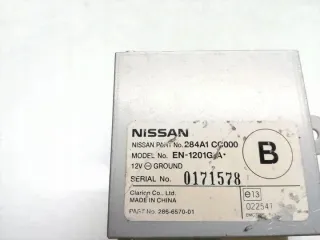 NISSAN
NISSAN PART No. 284A1 CC000
MODEL No. EN-1201G
12V ⊖ GROUND
SERIAL No. 0171578
B
Clarion Co., Ltd.
MADE IN CHINA
PART No. 286-6570-01
e13
022541